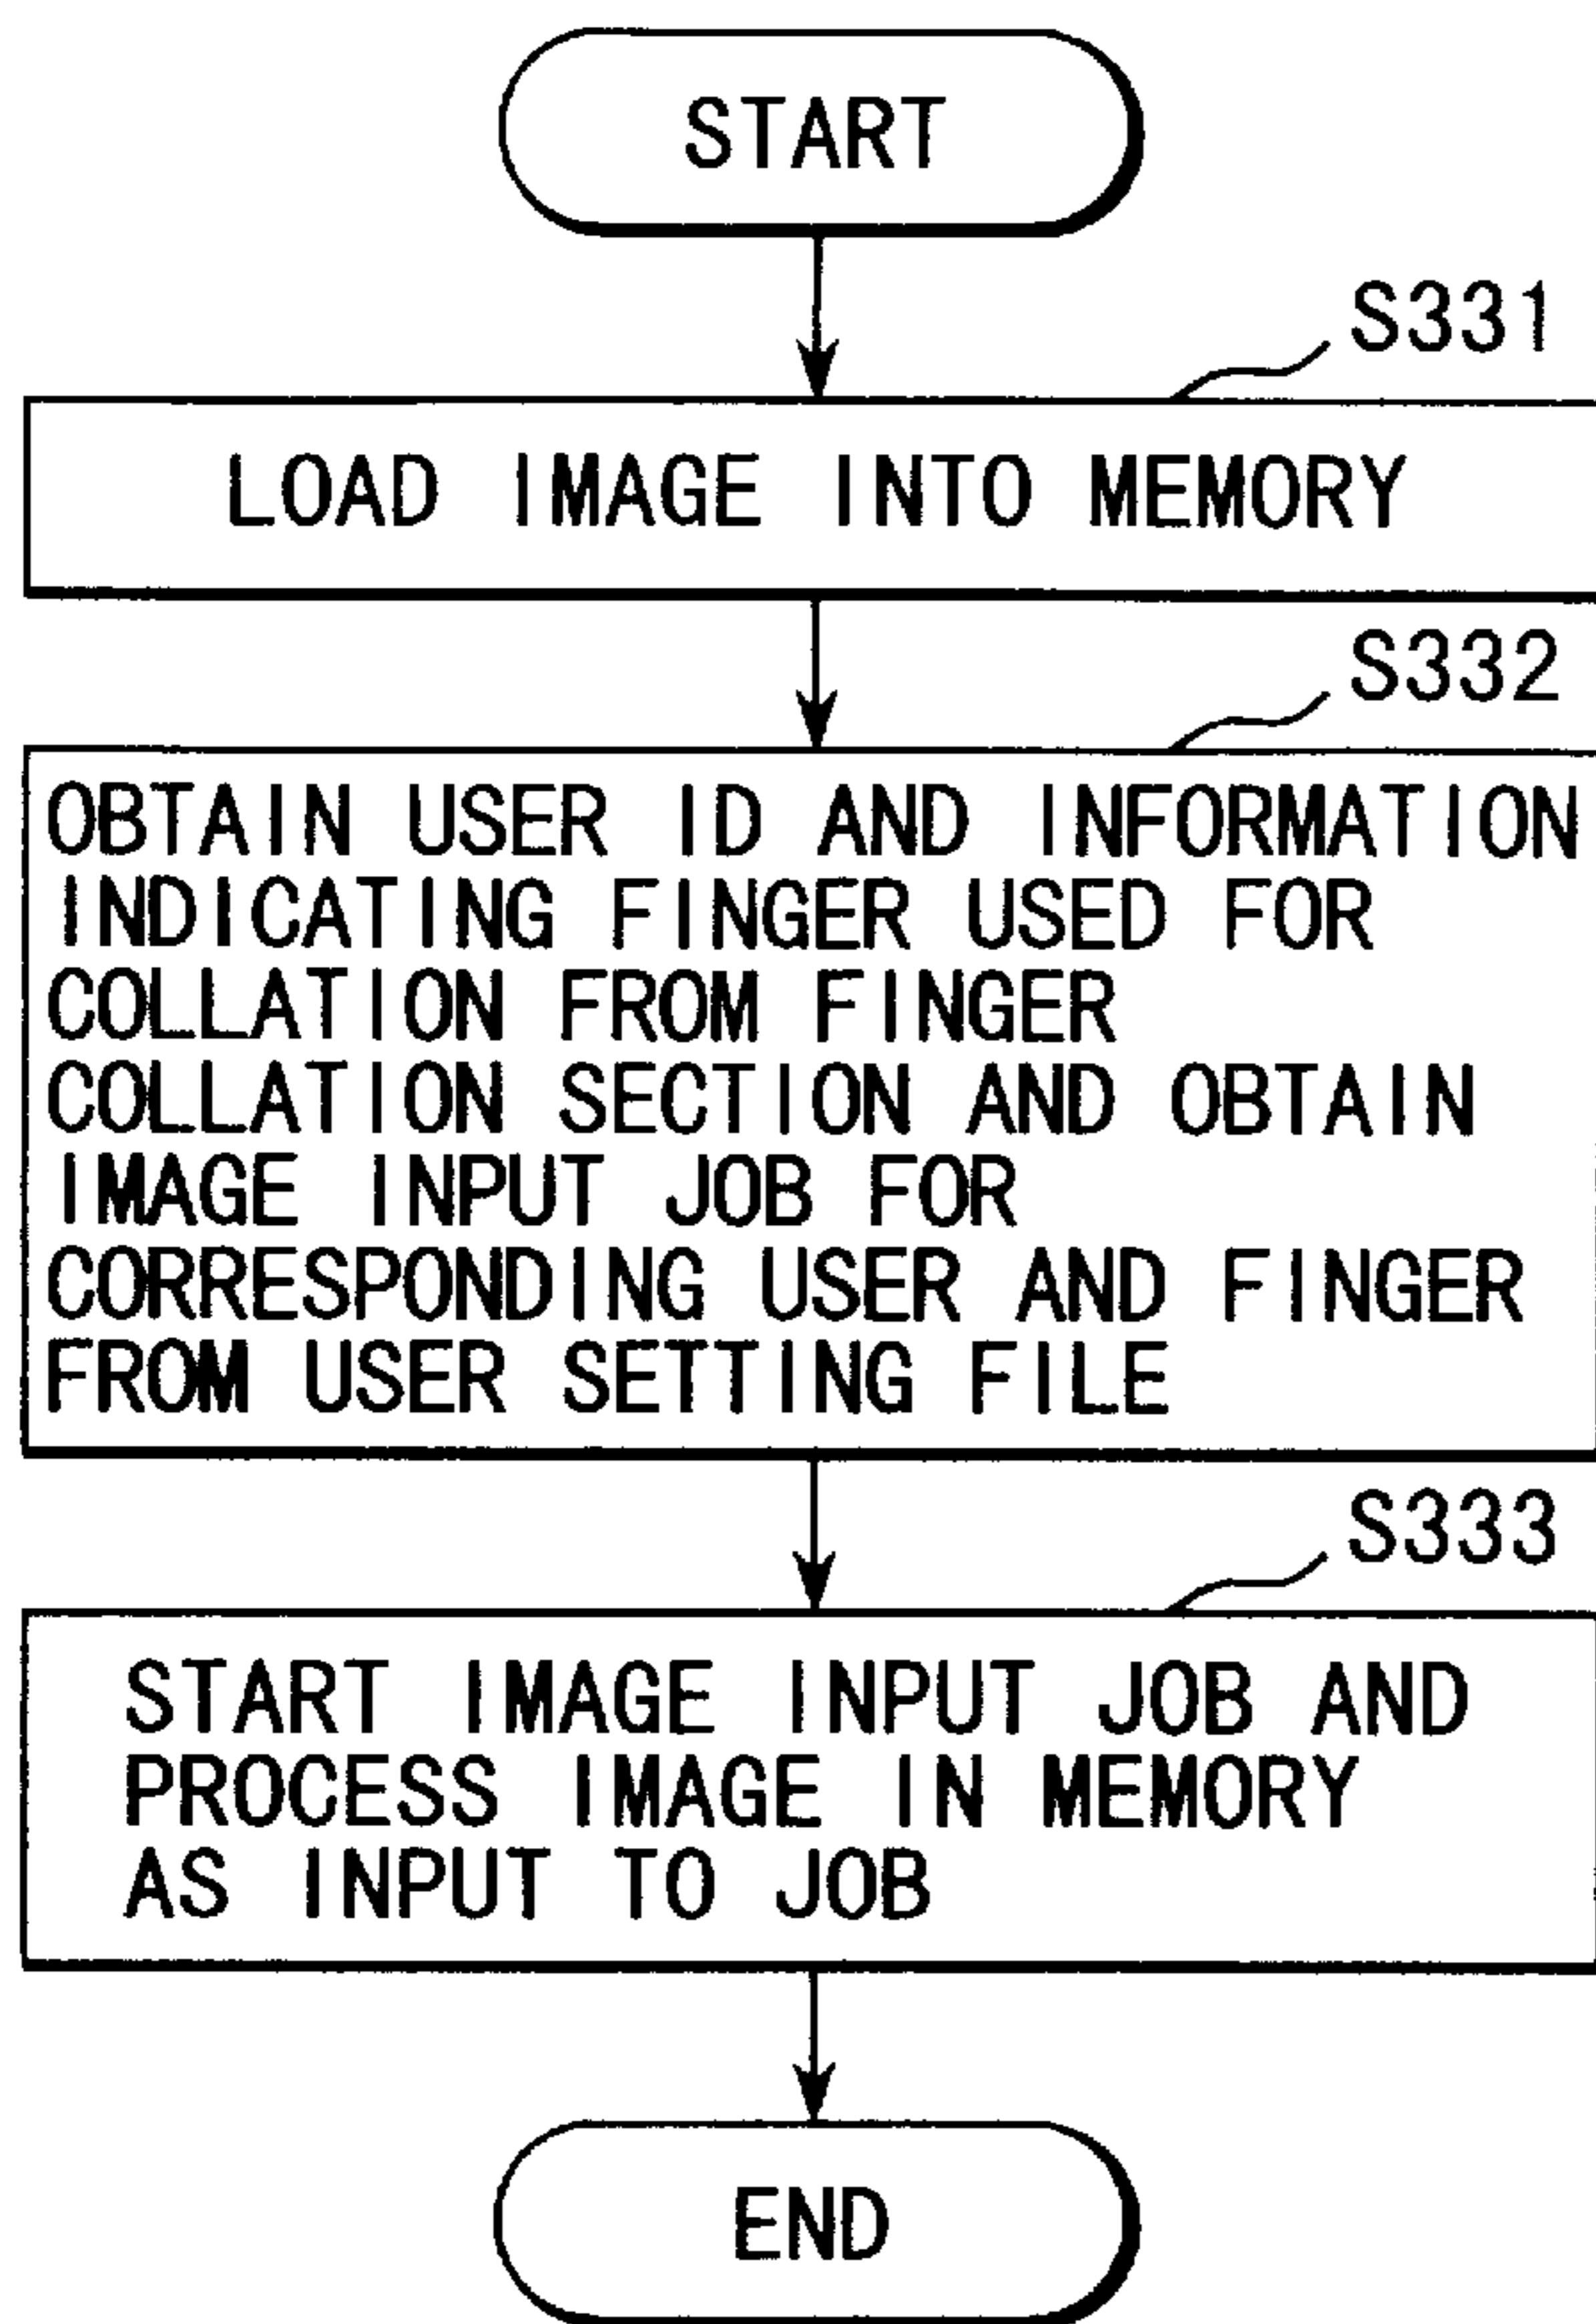 START
S331
LOAD IMAGE INTO MEMORY
S332
OBTAIN USER ID AND INFORMATION
INDICATING FINGER USED FOR
COLLATION FROM FINGER
COLLATION SECTION AND OBTAIN
IMAGE INPUT JOB FOR
CORRESPONDING USER AND FINGER
FROM USER SETTING FILE
S333
START IMAGE INPUT JOB AND
PROCESS IMAGE IN MEMORY
AS INPUT TO JOB
END